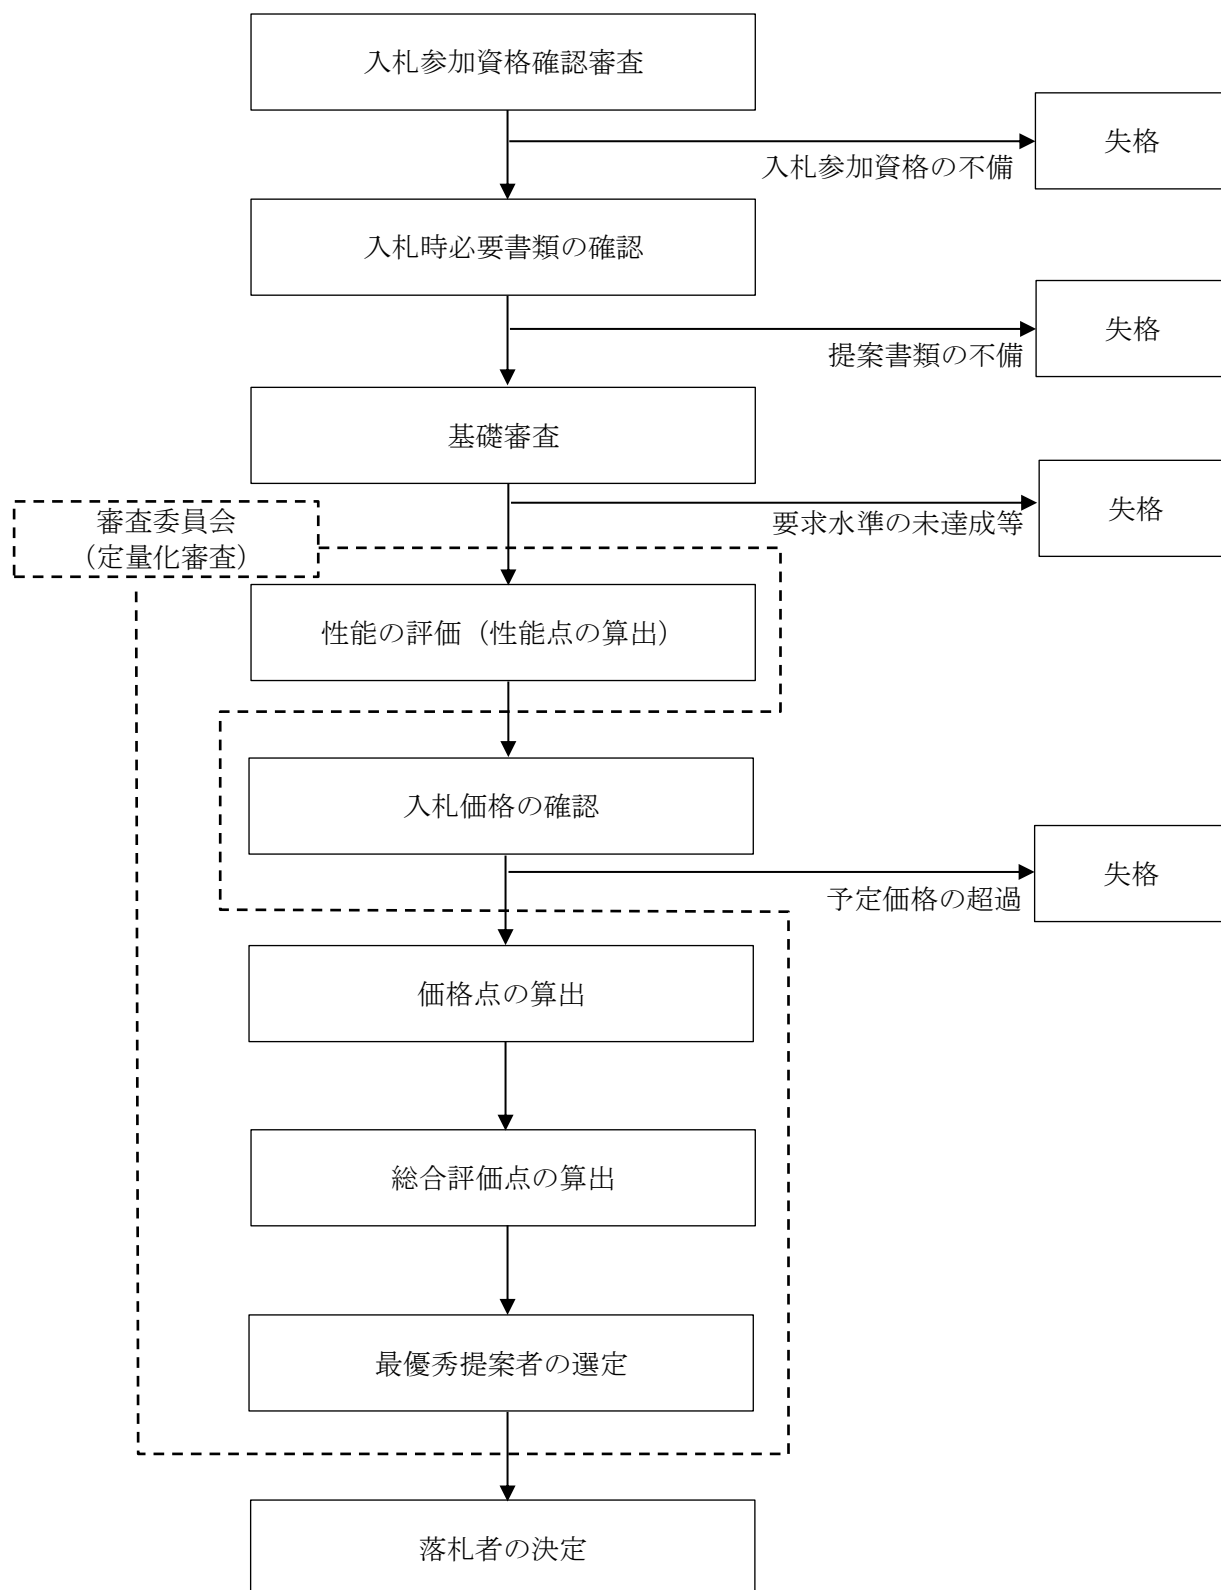 入札参加資格確認審査
失格
入札参加資格の不備
入札時必要書類の確認
失格
提案書類の不備
基礎審査
失格
要求水準の未達成等
審査委員会
（定量化審査）
性能の評価（性能点の算出）
入札価格の確認
失格
予定価格の超過
価格点の算出
総合評価点の算出
最優秀提案者の選定
落札者の決定